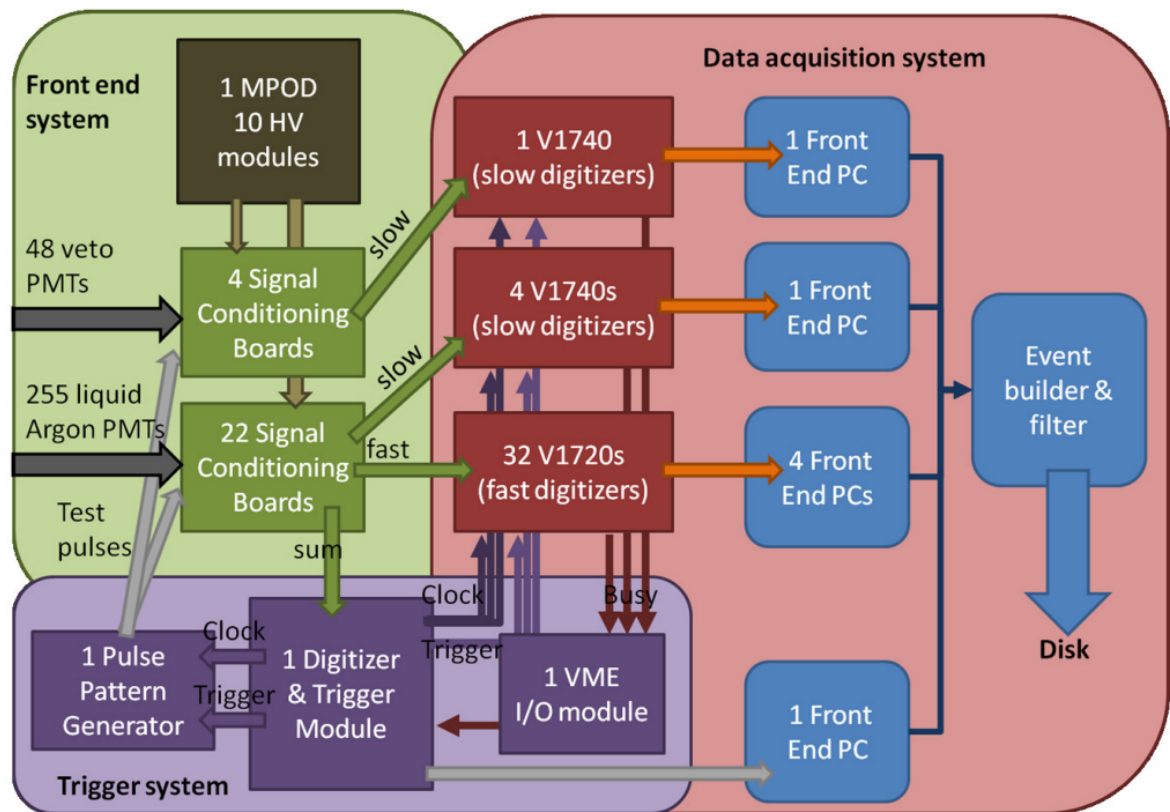 Front end
system
1 MPOD
10 HV
modules
Data acquisition system
48 veto
PMTs
4 Signal
Conditioning
Boards
slow
1 V1740
(slow digitizers)
1 Front
End PC
255 liquid
Argon PMTs
22 Signal
Conditioning
Boards
slow
fast
4 V1740s
(slow digitizers)
1 Front
End PC
32 V1720s
(fast digitizers)
4 Front
End PCs
Event
builder &
filter
Disk
Test
pulses
sum
Clock
Trigger
Busy
Clock
Trigger
1 Pulse
Pattern
Generator
1 Digitizer
& Trigger
Module
1 VME
I/O module
1 Front
End PC
Trigger system